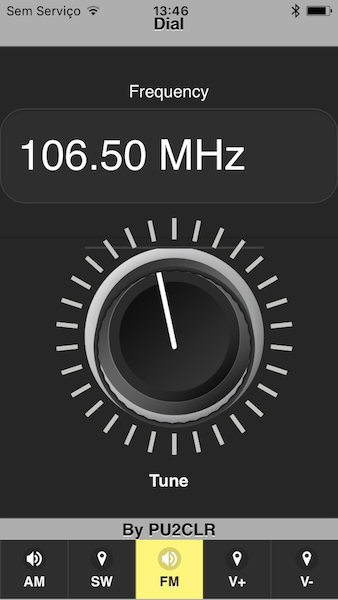 Sem Serviço 13:46
Dial
Frequency
106.50 MHz
Tune
By PU2CLR
AM SW FM V+ V-